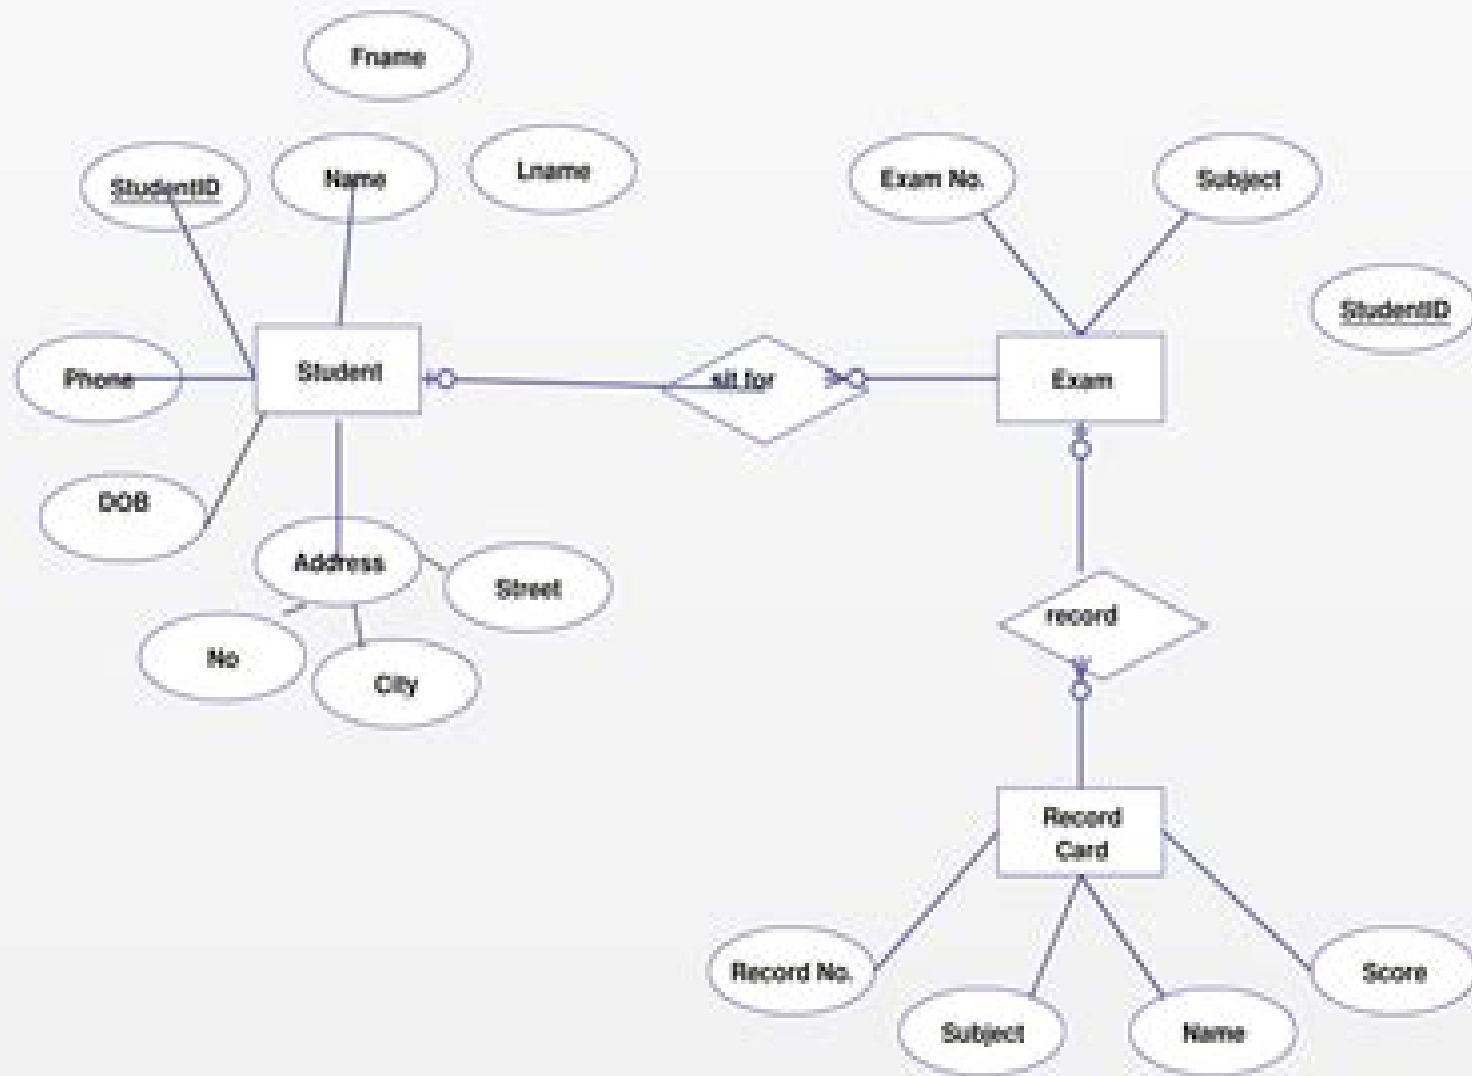 Fname
Lname
Name
StudentID
Exam No.
Subject
StudentID
Phone
Student
sit for
Exam
DOB
Address
Street
No
City
record
Record
Card
Record No.
Subject
Name
Score